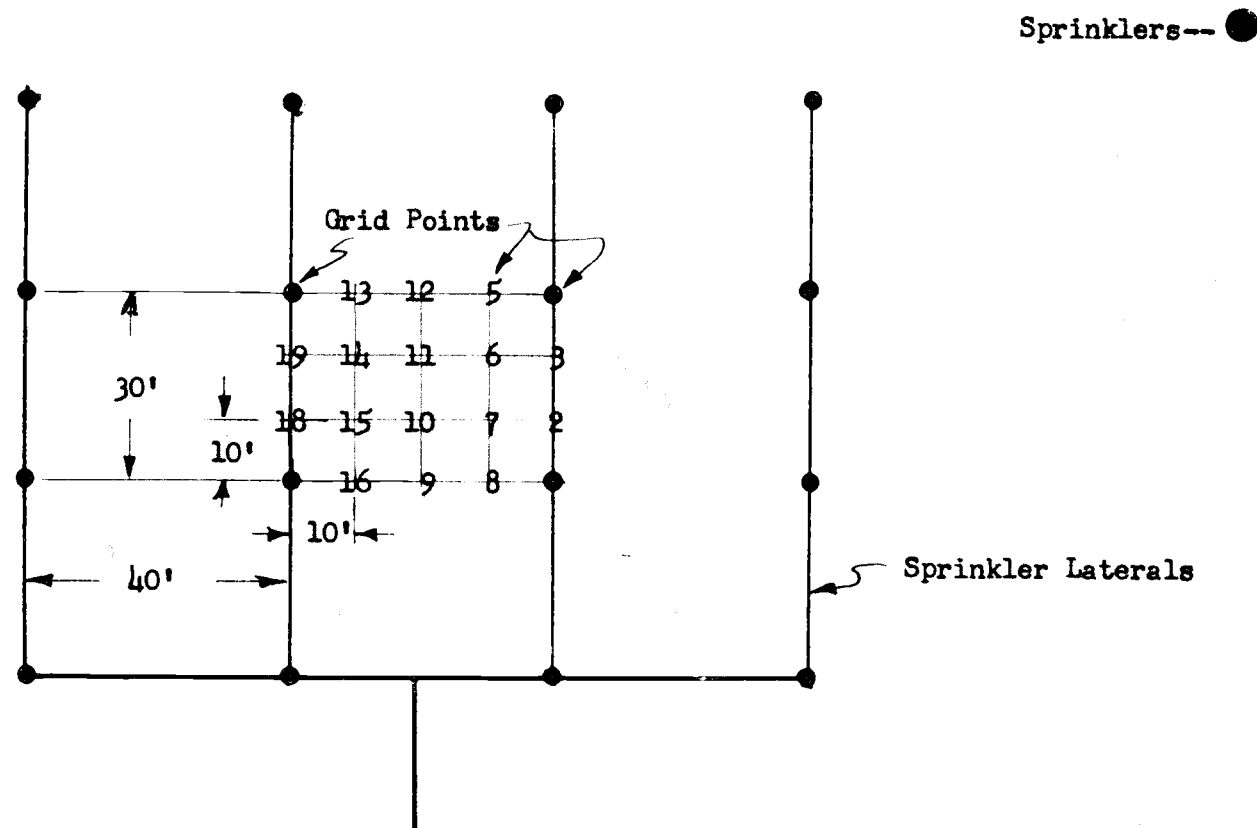 Sprinklers--
Grid Points
13 12 5
19 14 11 6 3
30'
18 15 10 7 2
10'
16 9 8
10'
40'
Sprinkler Laterals